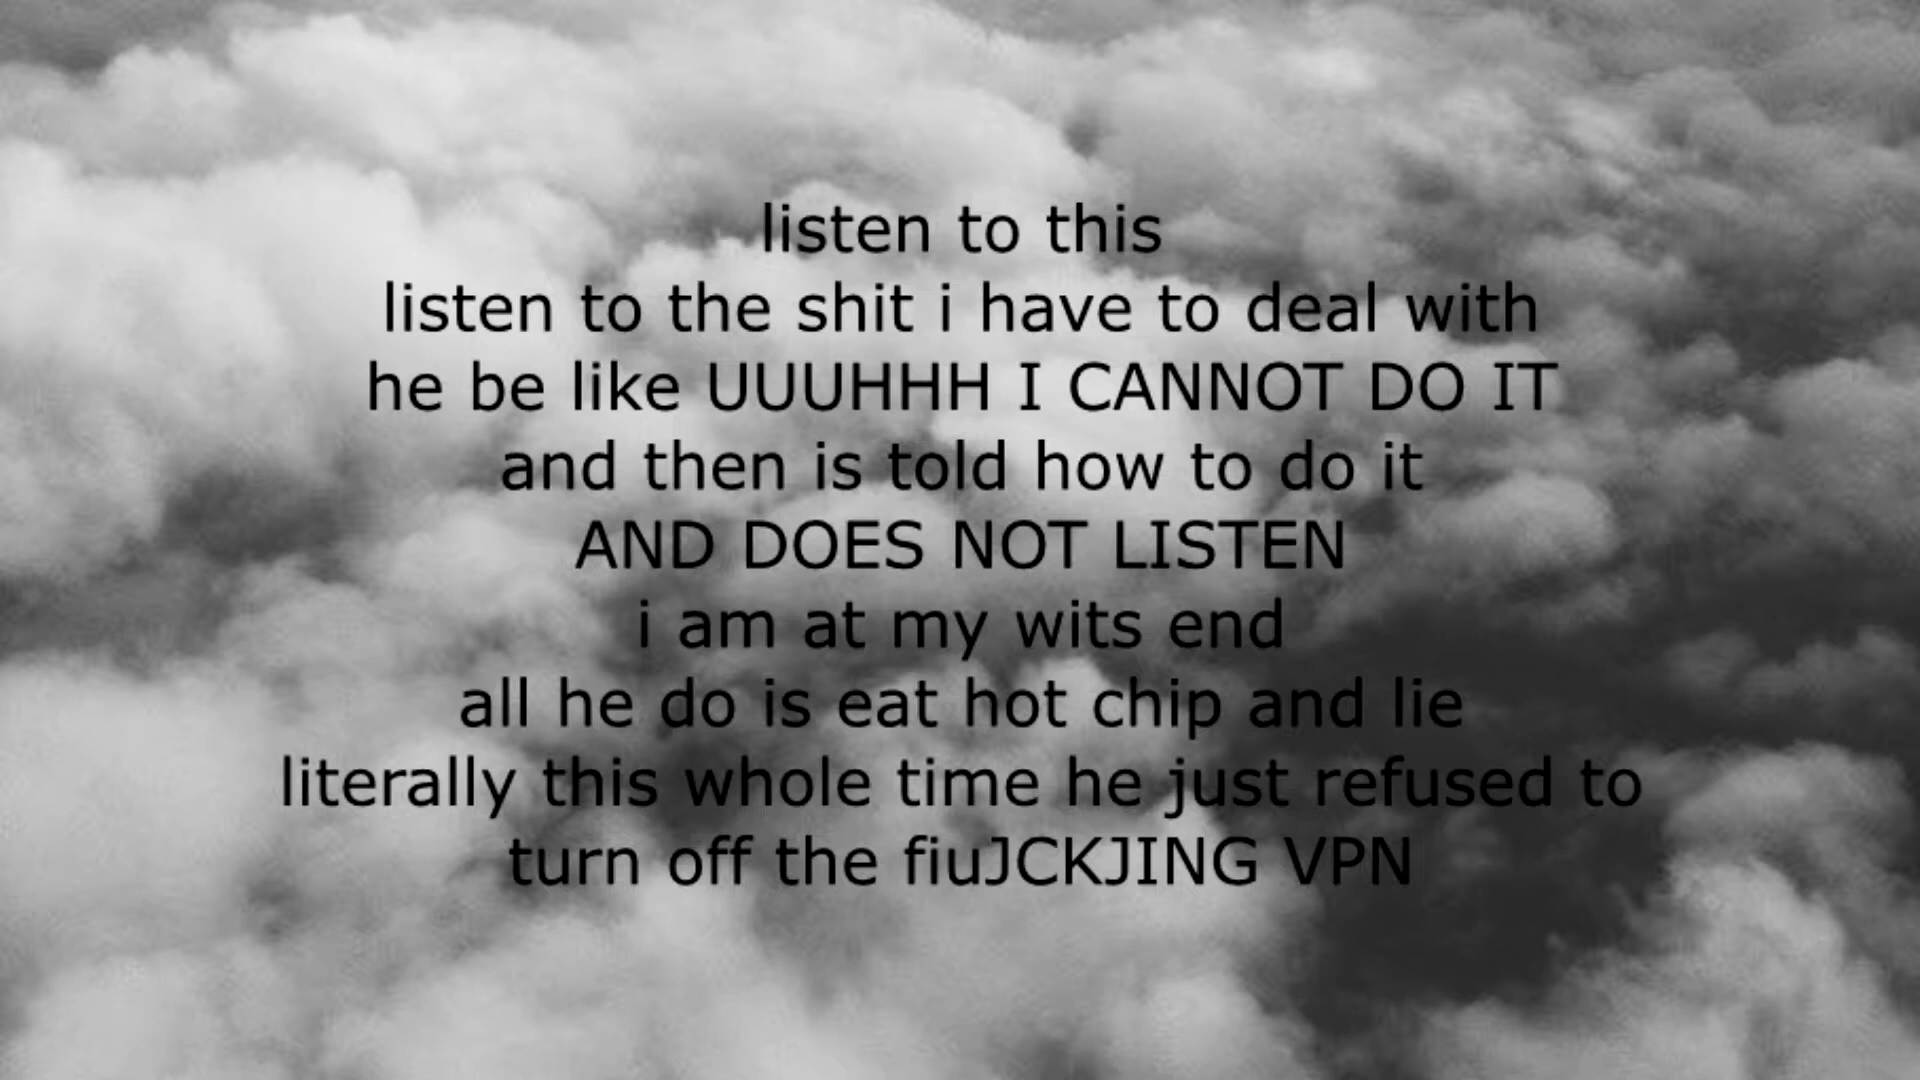 listen to this
listen to the shit i have to deal with
he be like UUUHHH I CANNOT DO IT
and then is told how to do it
AND DOES NOT LISTEN
i am at my wits end
all he do is eat hot chip and lie
literally this whole time he just refused to
turn off the fiuJCKJING VPN